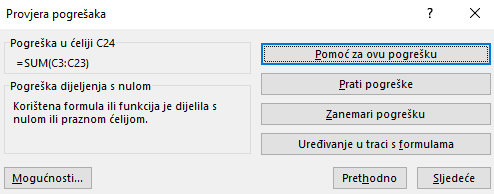 Provjera pogrešaka
? ×
Pogreška u ćeliji C24
=SUM(C3:C23)
Pogreška dijeljenja s nulom
Korištena formula ili funkcija je dijelila s
nulom ili praznom ćelijom.
Pomoć za ovu pogrešku
Prati pogreške
Zanemari pogrešku
Uređivanje u traci s formulama
Mogućnosti...
Prethodno
Sljedeće